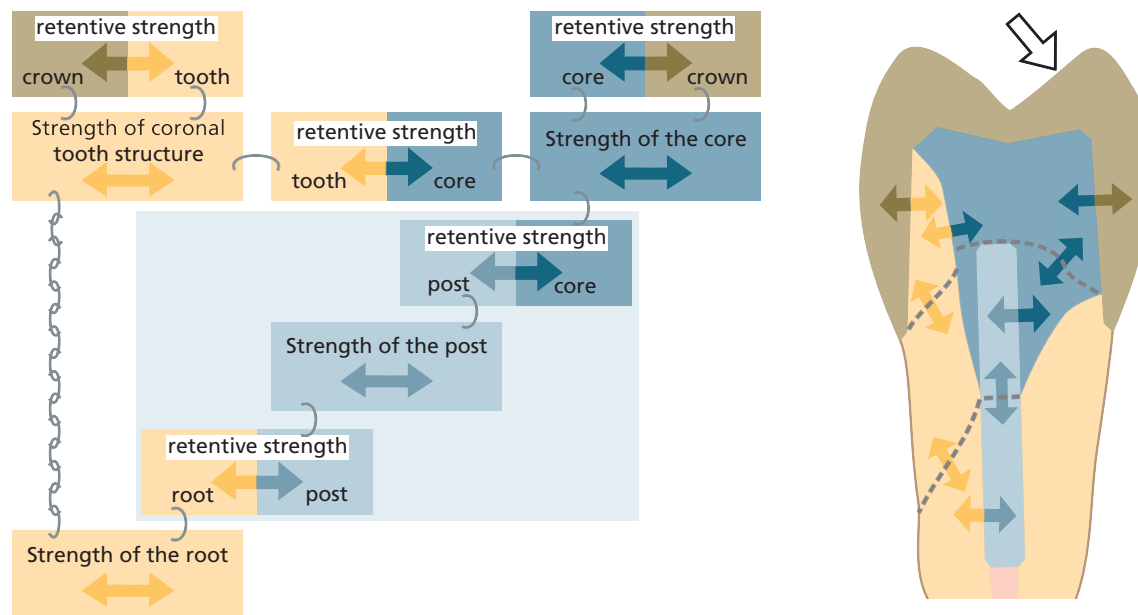 retentive strength
crown tooth
retentive strength
core crown
Strength of coronal
tooth structure
retentive strength
tooth core
Strength of the core
retentive strength
post core
Strength of the post
retentive strength
root post
Strength of the root